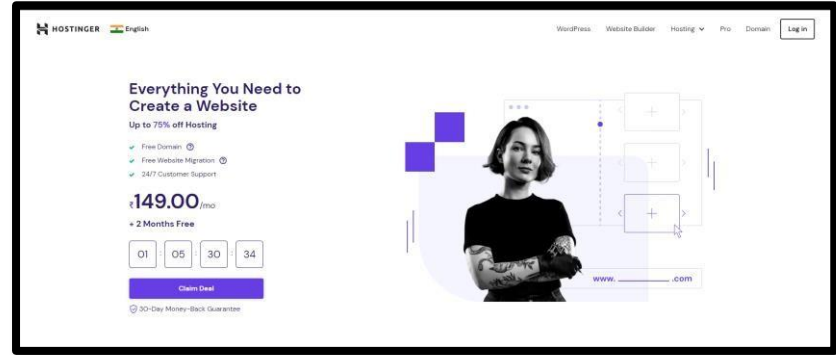 HOSTINGER English WordPress Website Builder Hosting Pro Domain Log in
Everything You Need to
Create a Website
Up to 75% off Hosting
Free Domain
Free Website Migration
24/7 Customer Support
₹149.00/mo
+ 2 Months Free
01 : 05 : 30 : 34
Claim Deal
30-Day Money-Back Guarantee
www. ________ .com